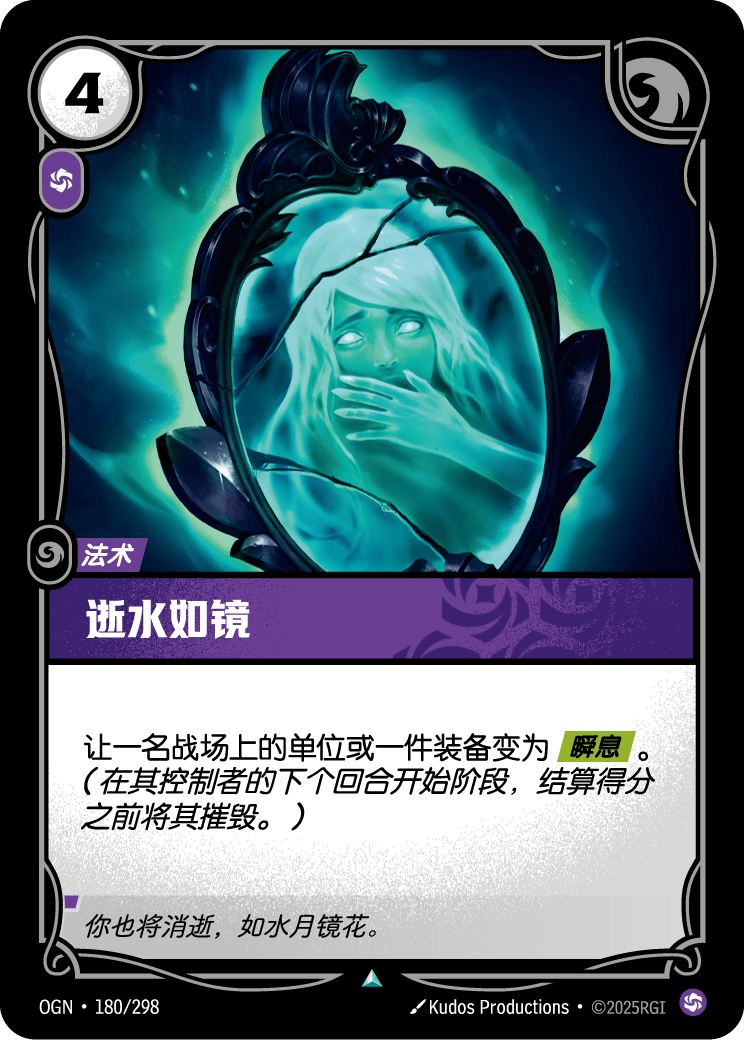 4
法术
逝水如镜
让一名战场上的单位或一件装备变为 瞬息 。
（在其控制者的下个回合开始阶段，结算得分
之前将其摧毁。）
你也将消逝，如水月镜花。
OGN • 180/298
Kudos Productions • ©2025RGI